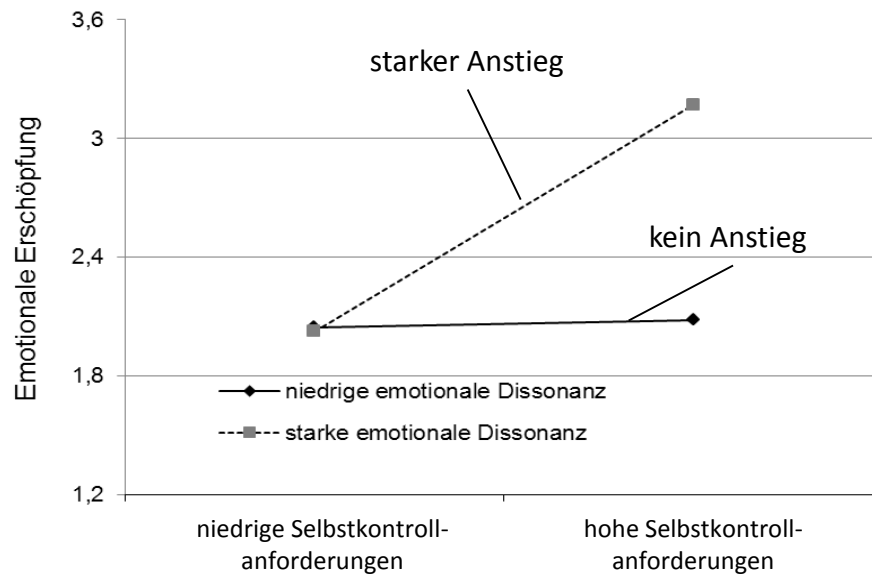 3,6
starker Anstieg
3
kein Anstieg
2,4
Emotionale Erschöpfung
1,8
niedrige emotionale Dissonanz
starke emotionale Dissonanz
1,2
niedrige Selbstkontroll-
anforderungen
hohe Selbstkontroll-
anforderungen